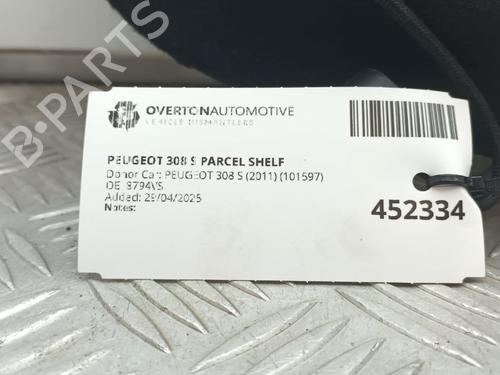 OVERTONAUTOMOTIVE
VEHICLE DISMANTLERS
PEUGEOT 308 S PARCEL SHELF
Donor Car: PEUGEOT 308 S (2011) (101597)
OE 8794VS
Added: 29/04/2025
Notes:
452334
B-PARTS